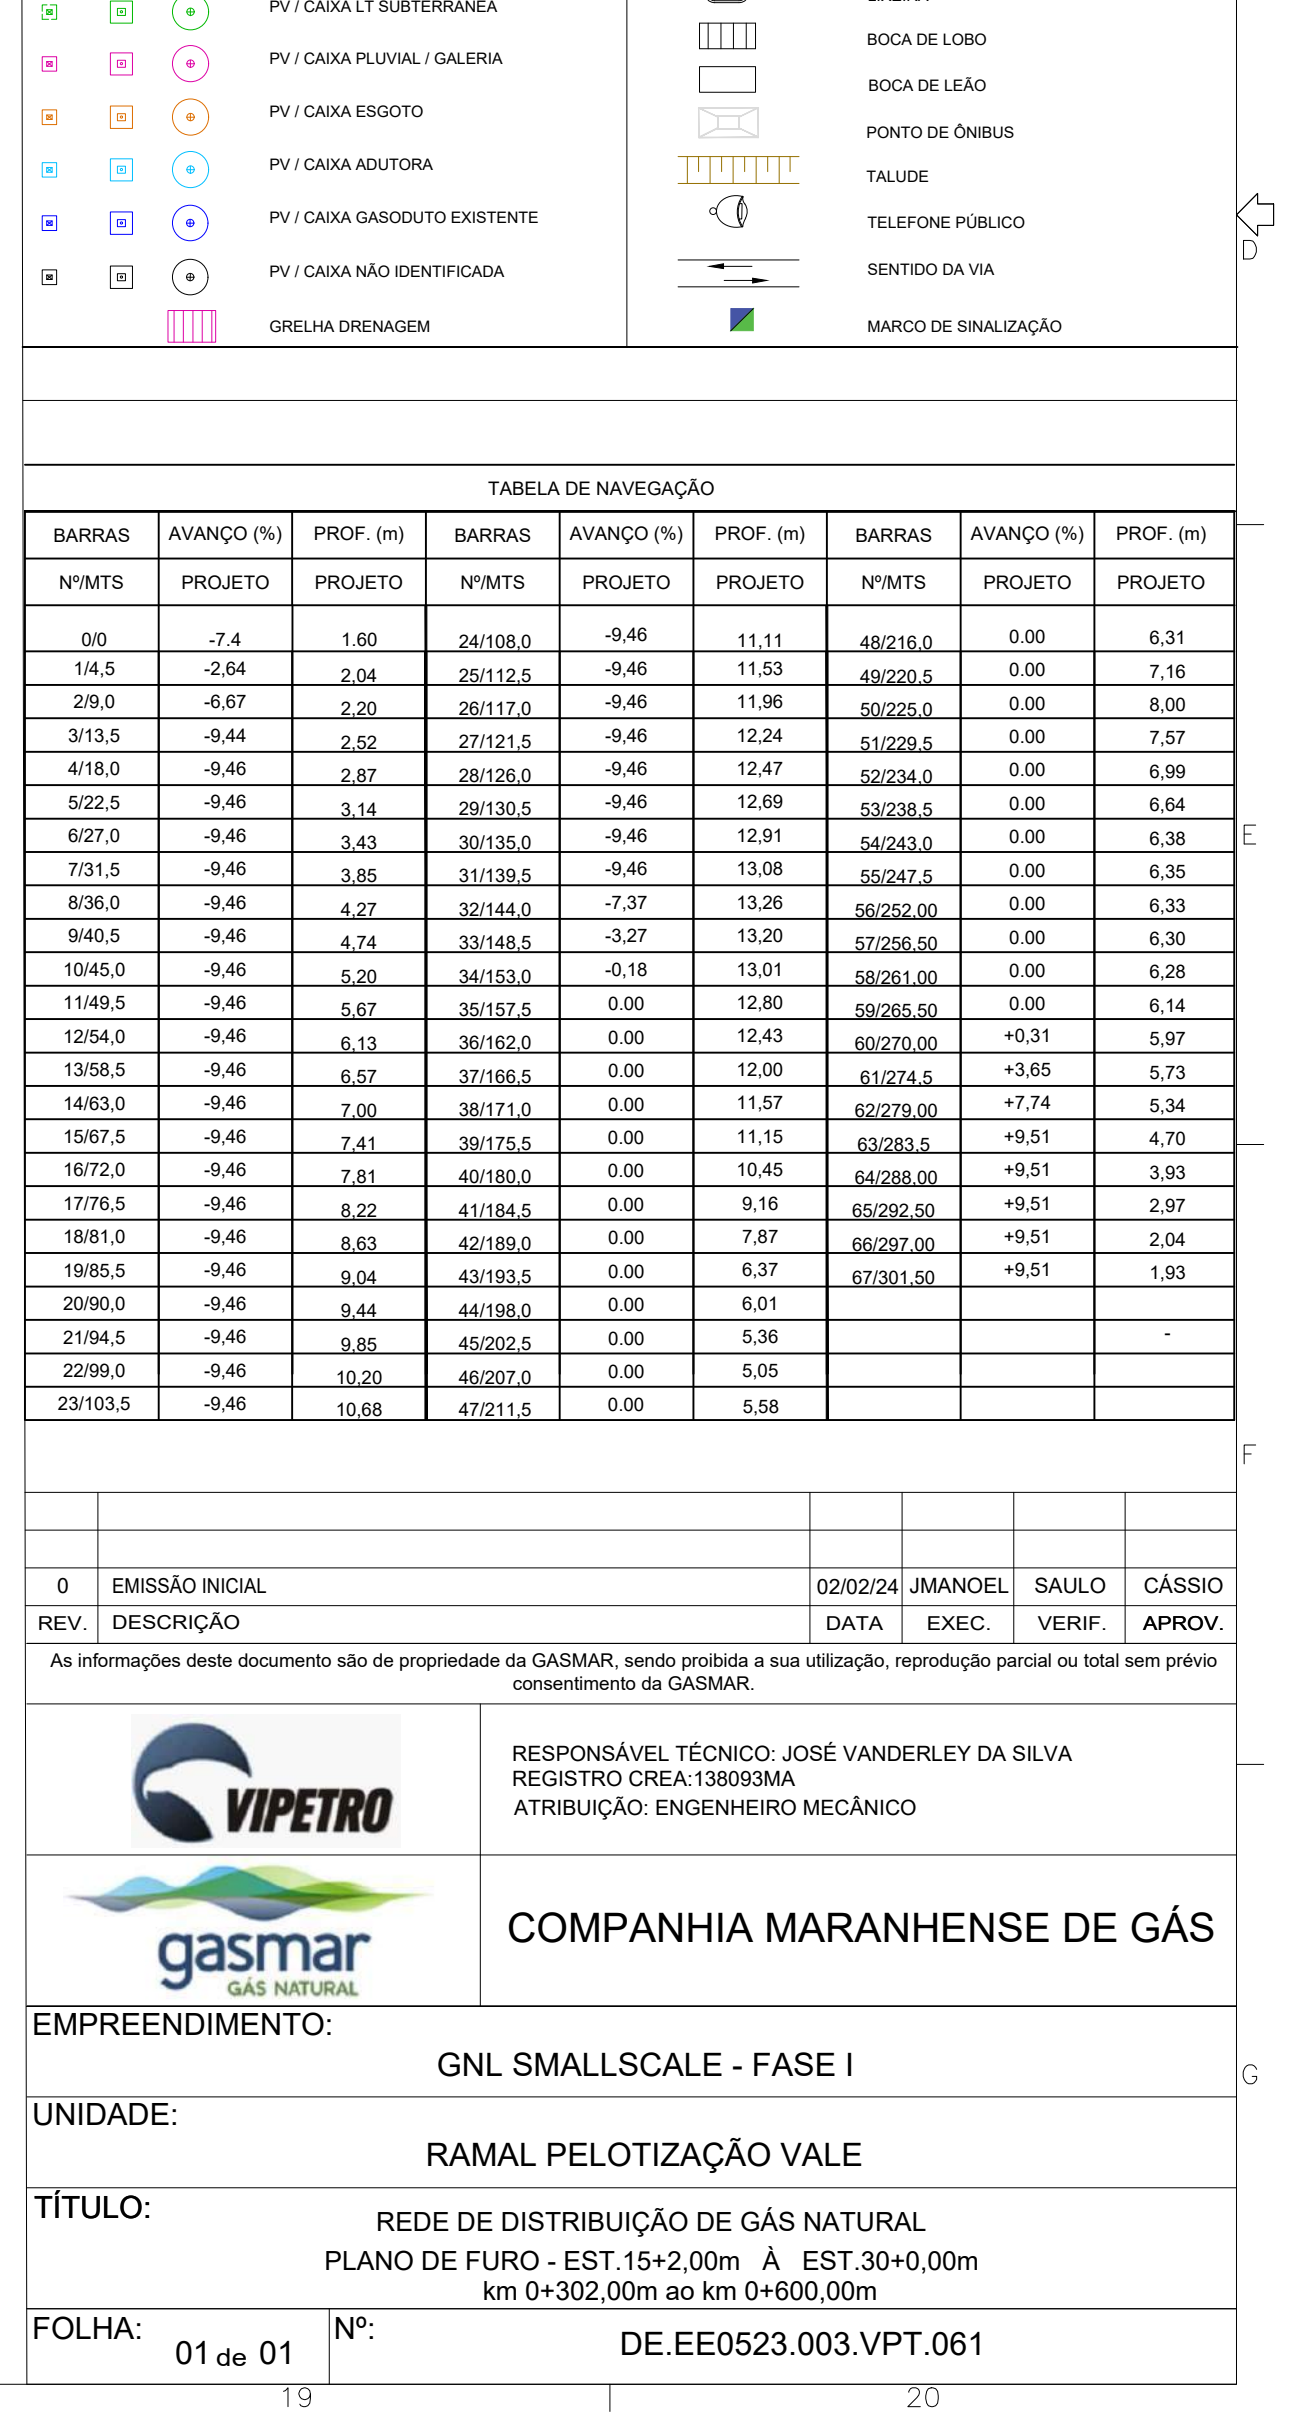 PV / CAIXA LT SUBTERRÂNEA
PV / CAIXA PLUVIAL / GALERIA
PV / CAIXA ESGOTO
PV / CAIXA ADUTORA
PV / CAIXA GASODUTO EXISTENTE
PV / CAIXA NÃO IDENTIFICADA
GRELHA DRENAGEM
BOCA DE LOBO
BOCA DE LEÃO
PONTO DE ÔNIBUS
TALUDE
TELEFONE PÚBLICO
SENTIDO DA VIA
MARCO DE SINALIZAÇÃO
D
TABELA DE NAVEGAÇÃO
BARRAS AVANÇO (%) PROF. (m) BARRAS AVANÇO (%) PROF. (m) BARRAS AVANÇO (%) PROF. (m)
Nº/MTS PROJETO PROJETO Nº/MTS PROJETO PROJETO Nº/MTS PROJETO PROJETO
0/0 -7.4 1.60 24/108,0 -9,46 11,11 48/216,0 0.00 6,31
1/4,5 -2,64 2,04 25/112,5 -9,46 11,53 49/220,5 0.00 7,16
2/9,0 -6,67 2,20 26/117,0 -9,46 11,96 50/225,0 0.00 8,00
3/13,5 -9,44 2,52 27/121,5 -9,46 12,24 51/229,5 0.00 7,57
4/18,0 -9,46 2,87 28/126,0 -9,46 12,47 52/234,0 0.00 6,99
5/22,5 -9,46 3,14 29/130,5 -9,46 12,69 53/238,5 0.00 6,64
6/27,0 -9,46 3,43 30/135,0 -9,46 12,91 54/243,0 0.00 6,38
E
7/31,5 -9,46 3,85 31/139,5 -9,46 13,08 55/247,5 0.00 6,35
8/36,0 -9,46 4,27 32/144,0 -7,37 13,26 56/252,00 0.00 6,33
9/40,5 -9,46 4,74 33/148,5 -3,27 13,20 57/256,50 0.00 6,30
10/45,0 -9,46 5,20 34/153,0 -0,18 13,01 58/261,00 0.00 6,28
11/49,5 -9,46 5,67 35/157,5 0.00 12,80 59/265,50 0.00 6,14
12/54,0 -9,46 6,13 36/162,0 0.00 12,43 60/270,00 +0,31 5,97
13/58,5 -9,46 6,57 37/166,5 0.00 12,00 61/274,5 +3,65 5,73
14/63,0 -9,46 7,00 38/171,0 0.00 11,57 62/279,00 +7,74 5,34
15/67,5 -9,46 7,41 39/175,5 0.00 11,15 63/283,5 +9,51 4,70
16/72,0 -9,46 7,81 40/180,0 0.00 10,45 64/288,00 +9,51 3,93
17/76,5 -9,46 8,22 41/184,5 0.00 9,16 65/292,50 +9,51 2,97
18/81,0 -9,46 8,63 42/189,0 0.00 7,87 66/297,00 +9,51 2,04
19/85,5 -9,46 9,04 43/193,5 0.00 6,37 67/301,50 +9,51 1,93
20/90,0 -9,46 9,44 44/198,0 0.00 6,01
21/94,5 -9,46 9,85 45/202,5 0.00 5,36 -
22/99,0 -9,46 10,20 46/207,0 0.00 5,05
23/103,5 -9,46 10,68 47/211,5 0.00 5,58
F
0 EMISSÃO INICIAL 02/02/24 JMANOEL SAULO CÁSSIO
REV. DESCRIÇÃO DATA EXEC. VERIF. APROV.
As informações deste documento são de propriedade da GASMAR, sendo proibida a sua utilização, reprodução parcial ou total sem prévio
consentimento da GASMAR.
VIPETRO
RESPONSÁVEL TÉCNICO: JOSÉ VANDERLEY DA SILVA
REGISTRO CREA:138093MA
ATRIBUIÇÃO: ENGENHEIRO MECÂNICO
gasmar
GÁS NATURAL
COMPANHIA MARANHENSE DE GÁS
EMPREENDIMENTO:
GNL SMALLSCALE - FASE I
G
UNIDADE:
RAMAL PELOTIZAÇÃO VALE
TÍTULO:
REDE DE DISTRIBUIÇÃO DE GÁS NATURAL
PLANO DE FURO - EST.15+2,00m À EST.30+0,00m
km 0+302,00m ao km 0+600,00m
FOLHA:
01 de 01
Nº:
DE.EE0523.003.VPT.061
19 20